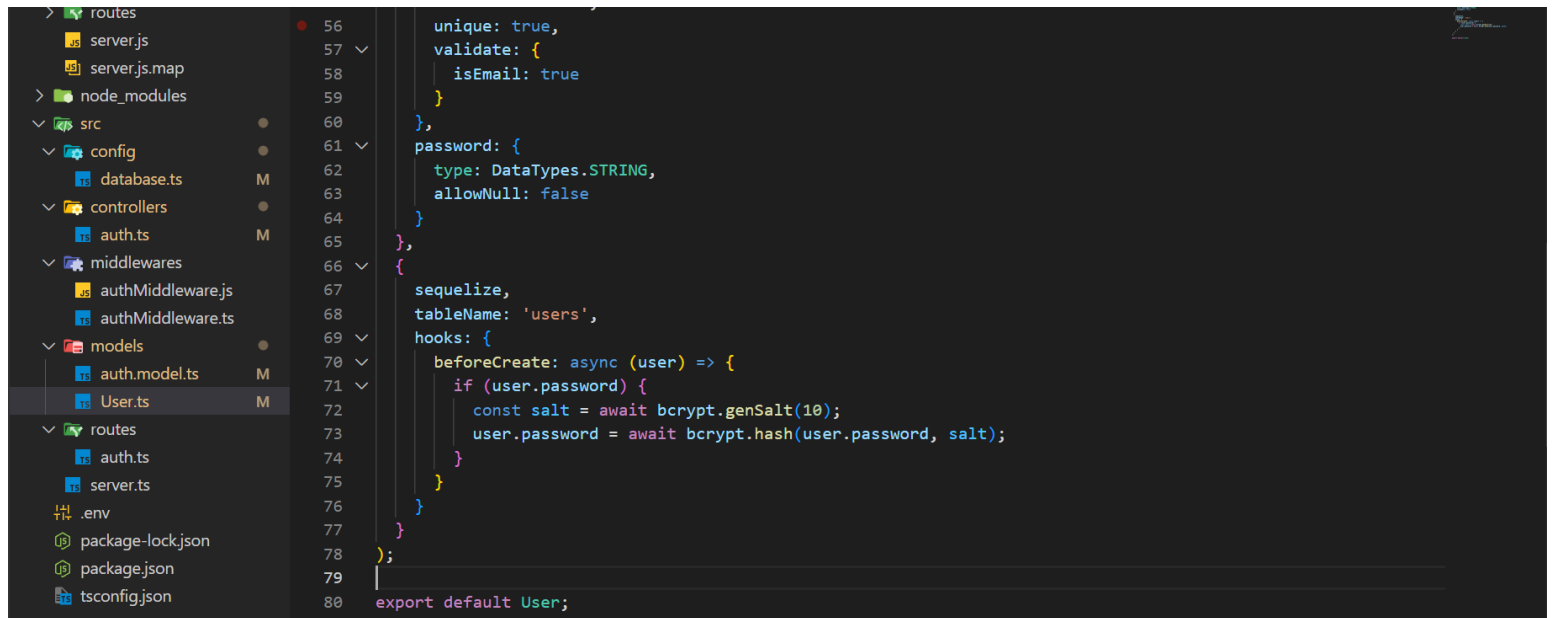 routes
server.js
server.js.map
node_modules
src
config
database.ts M
controllers
auth.ts M
middlewares
authMiddleware.js
authMiddleware.ts
models
auth.model.ts M
User.ts M
routes
auth.ts
server.ts
.env
package-lock.json
package.json
tsconfig.json
56 unique: true,
57 validate: {
58 isEmail: true
59 }
60 },
61 password: {
62 type: DataTypes.STRING,
63 allowNull: false
64 }
65 },
66 {
67 sequelize,
68 tableName: 'users',
69 hooks: {
70 beforeCreate: async (user) => {
71 if (user.password) {
72 const salt = await bcrypt.genSalt(10);
73 user.password = await bcrypt.hash(user.password, salt);
74 }
75 }
76 }
77 }
78 );
79
80 export default User;